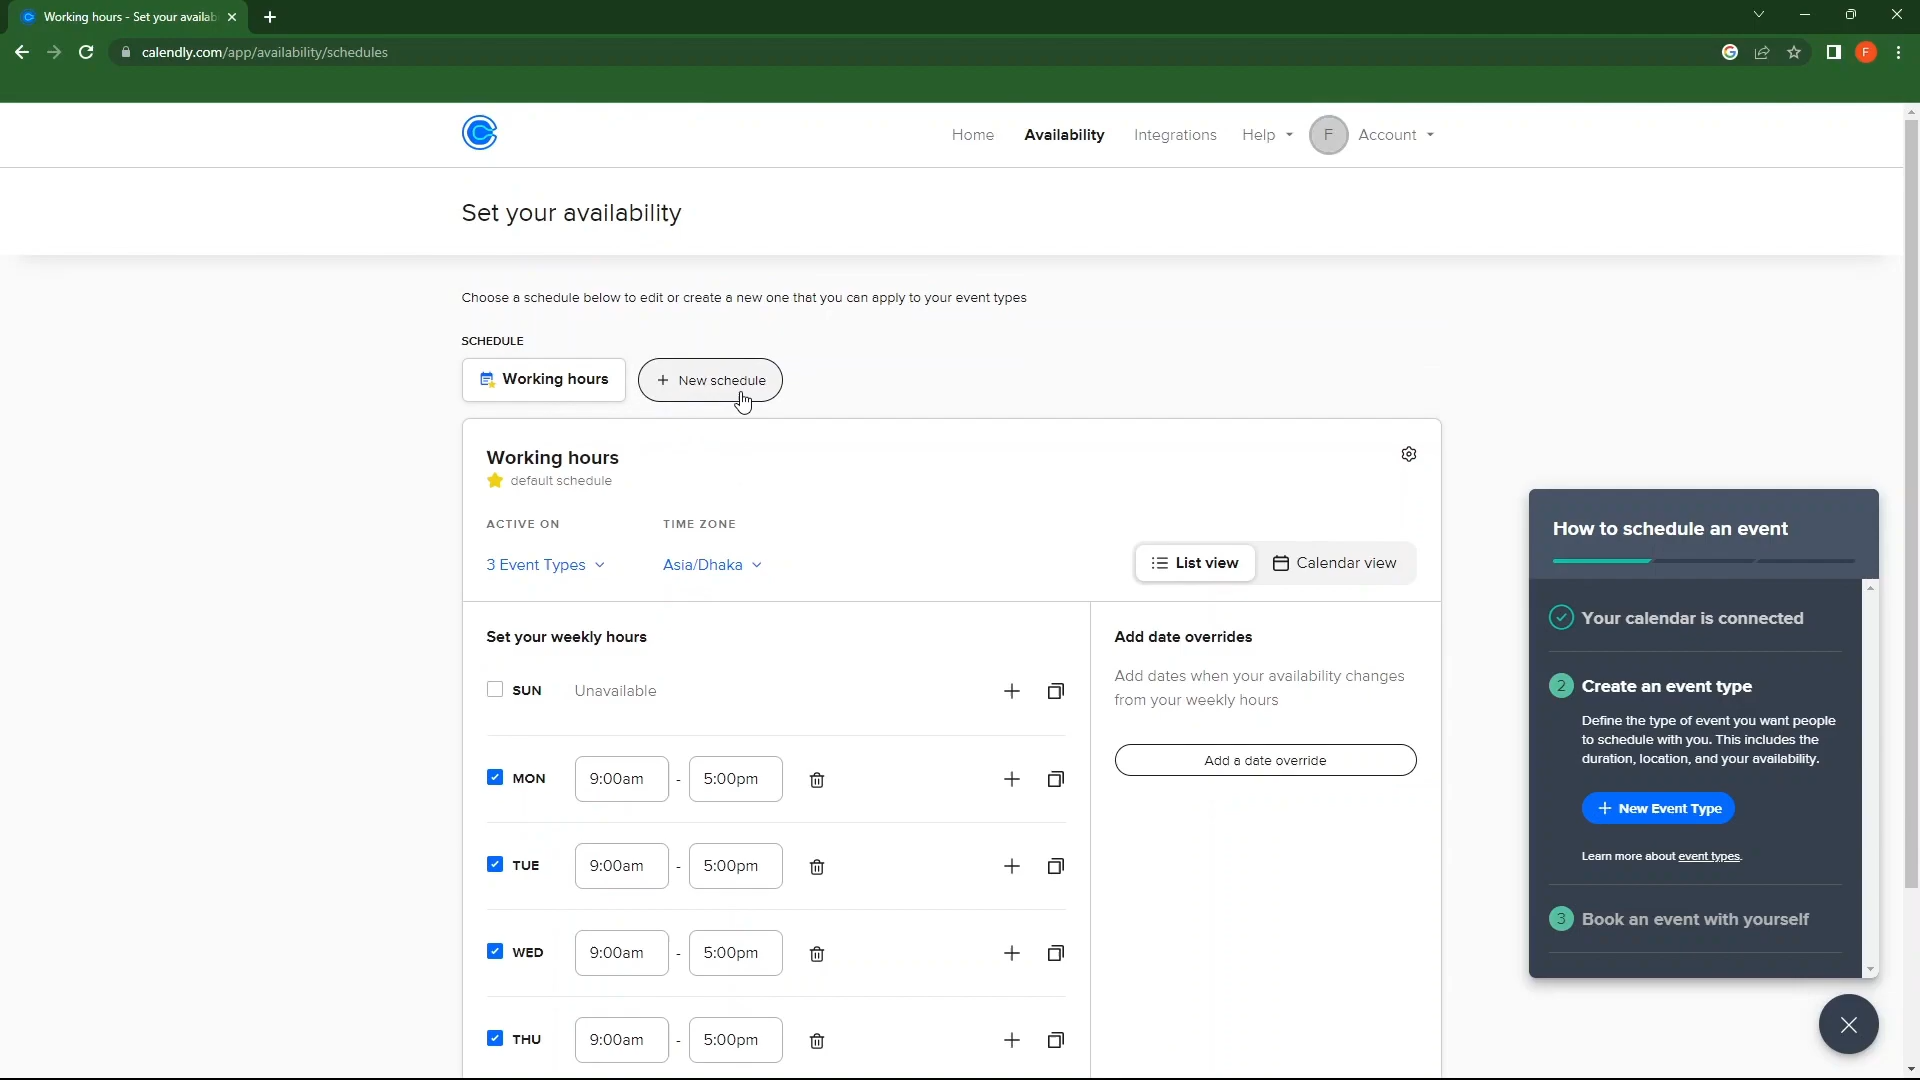 Working hours - Set your availab
calendly.com/app/availability/schedules
F
Home
Availability
Integrations
Help
F
Account
Set your availability
Choose a schedule below to edit or create a new one that you can apply to your event types
SCHEDULE
Working hours
+ New schedule
Working hours
default schedule
ACTIVE ON
TIME ZONE
3 Event Types
Asia/Dhaka
List view
Calendar view
Set your weekly hours
SUN Unavailable
MON 9:00am - 5:00pm
TUE 9:00am - 5:00pm
WED 9:00am - 5:00pm
THU 9:00am - 5:00pm
Add date overrides
Add dates when your availability changes
from your weekly hours
Add a date override
How to schedule an event
Your calendar is connected
2 Create an event type
Define the type of event you want people
to schedule with you. This includes the
duration, location, and your availability.
+ New Event Type
Learn more about event types.
3 Book an event with yourself